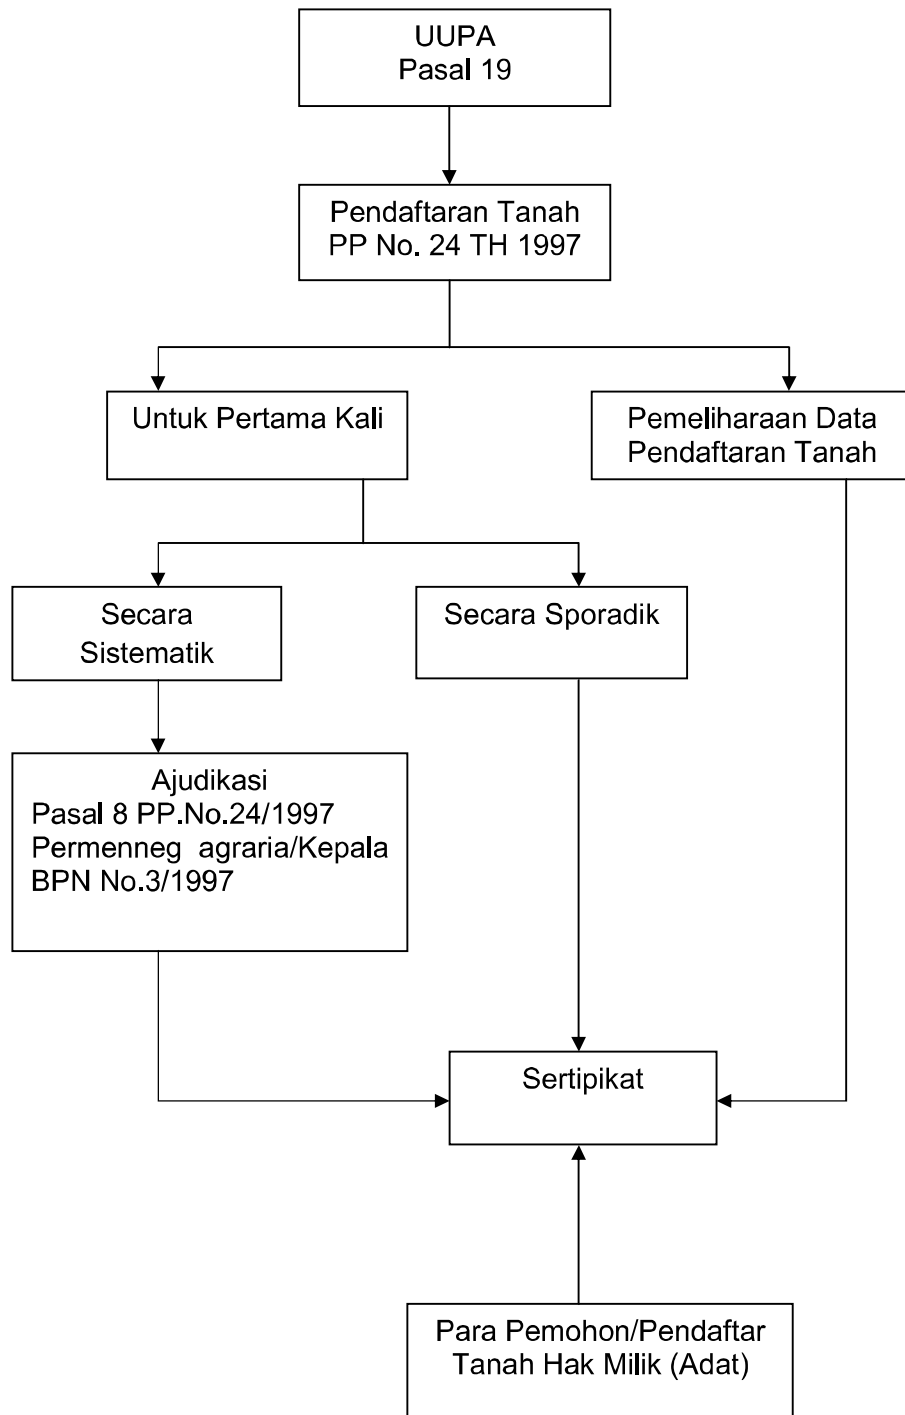 UUPA
Pasal 19
Pendaftaran Tanah
PP No. 24 TH 1997
Untuk Pertama Kali
Pemeliharaan Data
Pendaftaran Tanah
Secara
Sistematik
Secara Sporadik
Ajudikasi
Pasal 8 PP.No.24/1997
Permenneg agraria/Kepala
BPN No.3/1997
Sertipikat
Para Pemohon/Pendaftar
Tanah Hak Milik (Adat)